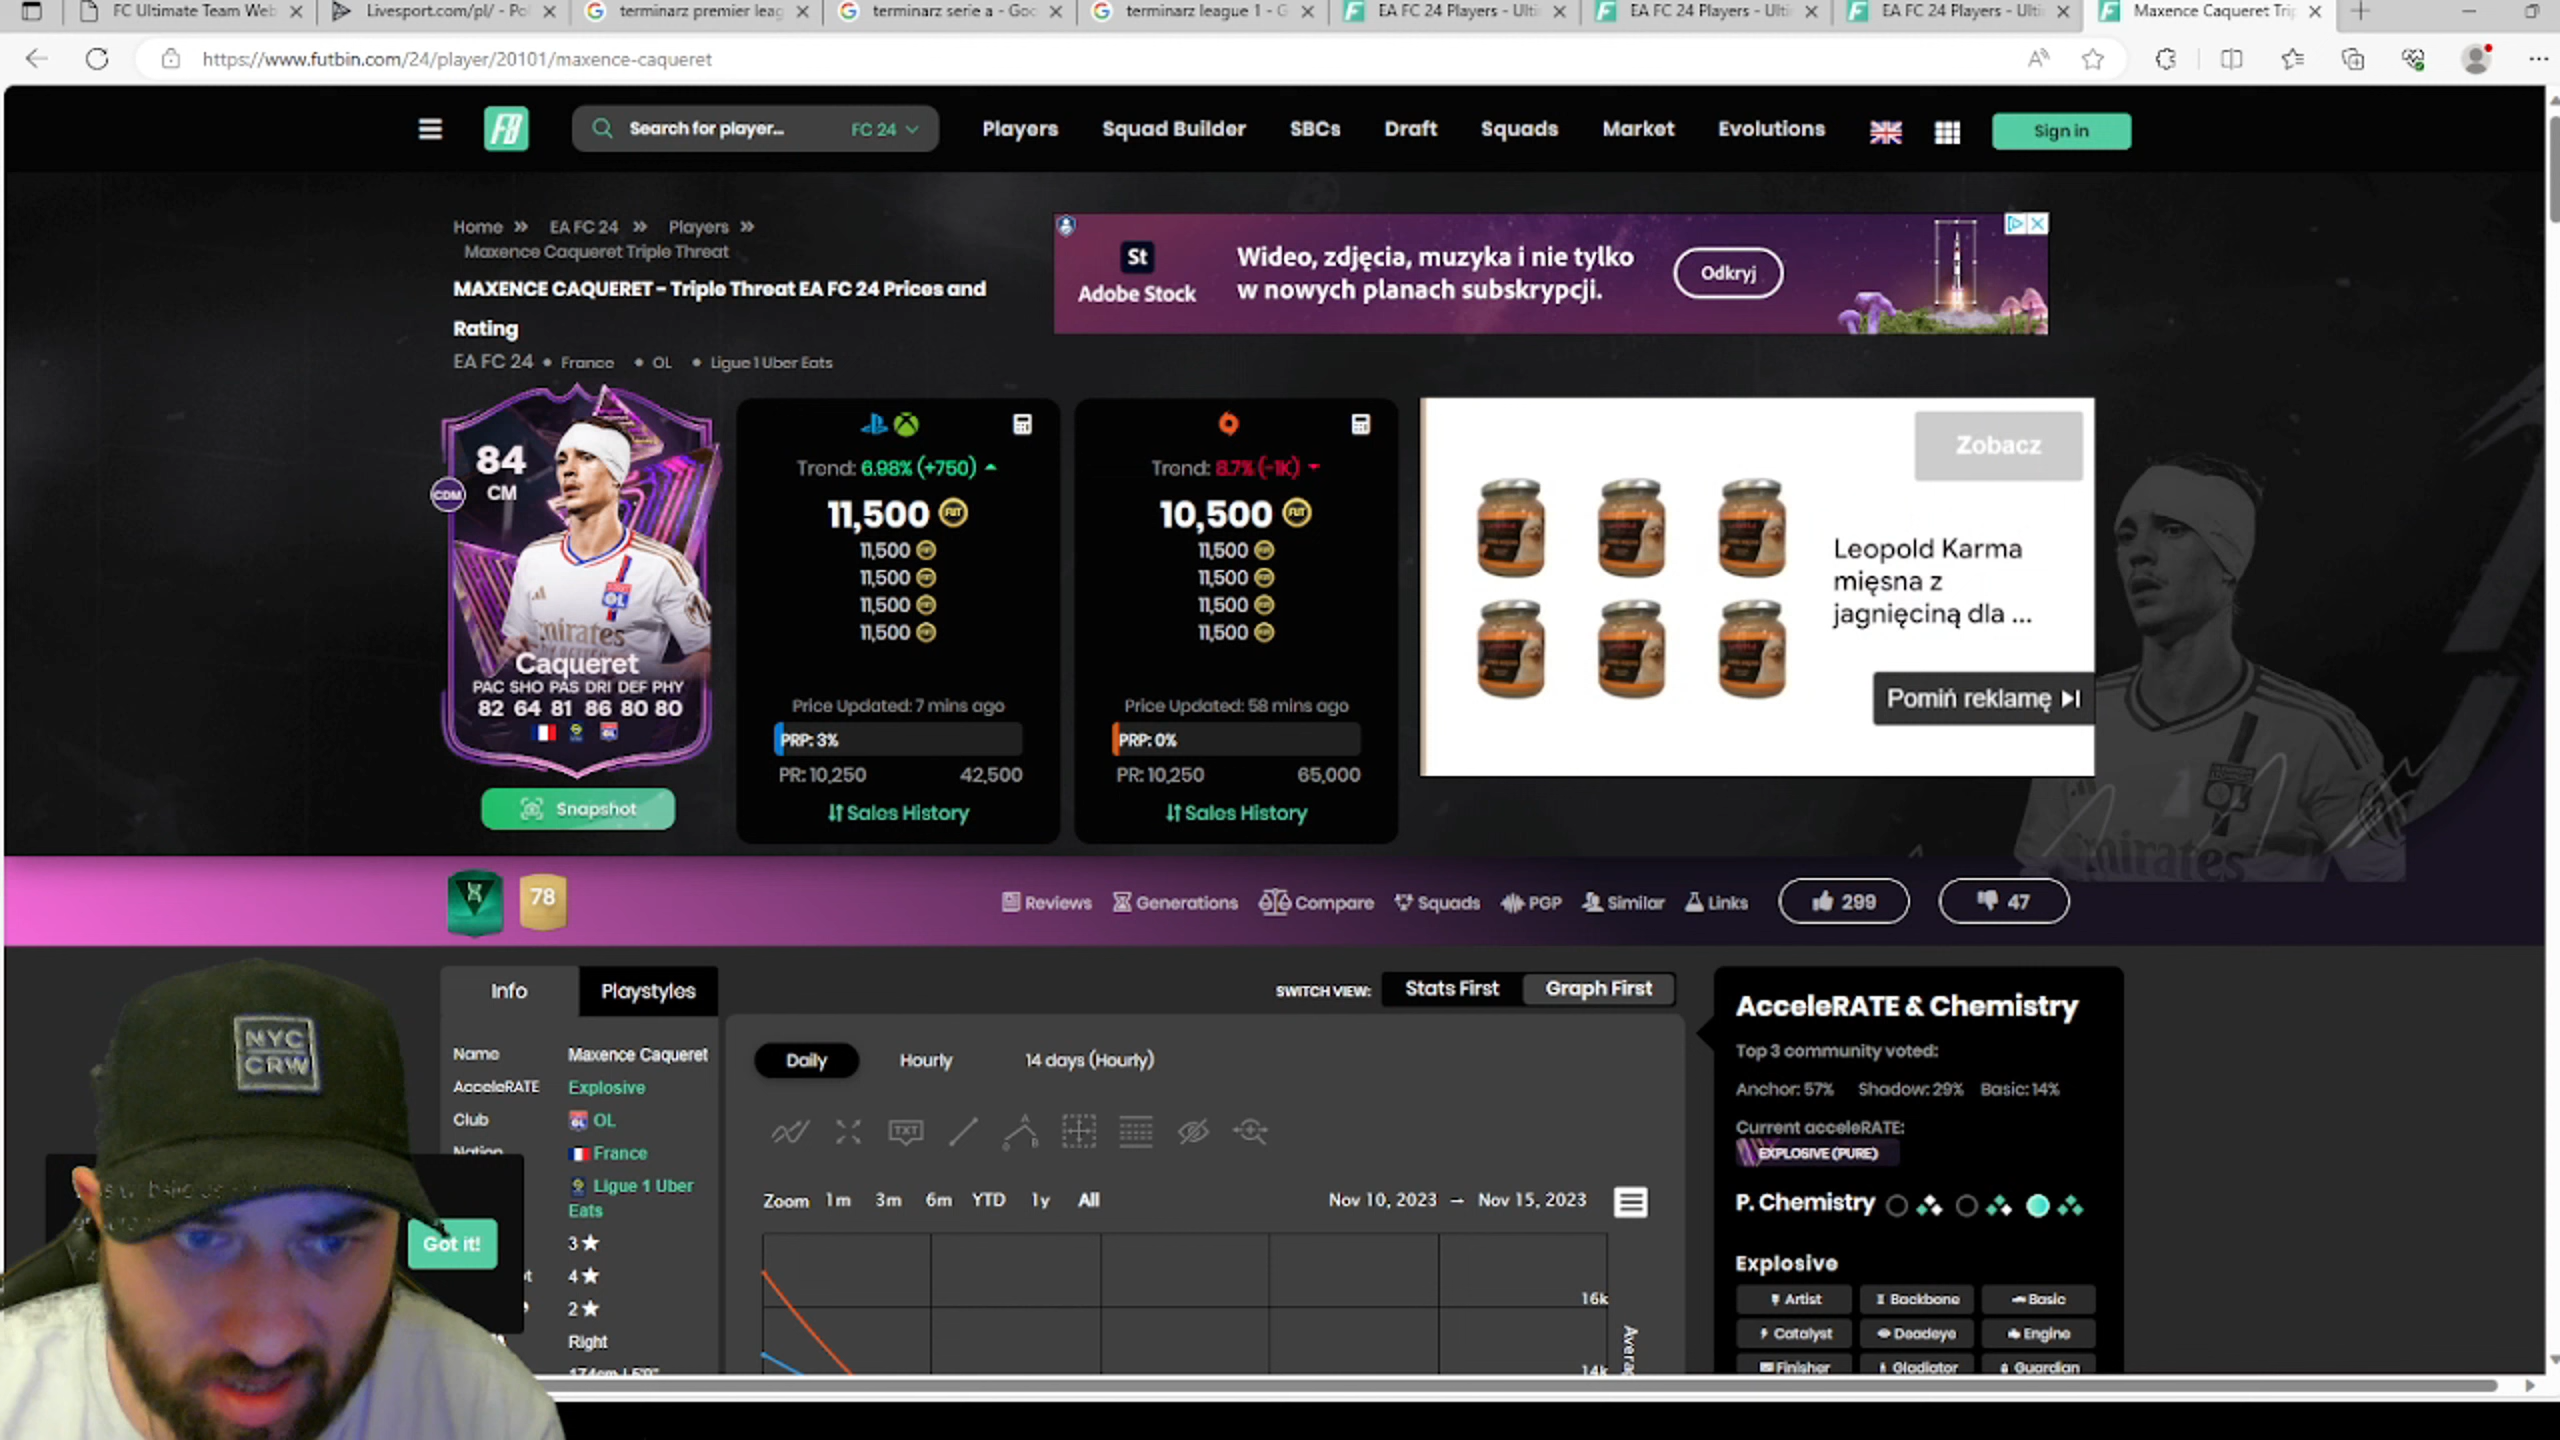 FC Ultimate Team Web
Livesport.com/pl/ - Pol
terminarz premier leag
terminarz serie a - Goo
terminarz league 1 - G
EA FC 24 Players - Ulti
EA FC 24 Players - Ulti
EA FC 24 Players - Ulti
Maxence Caqueret Trip
https://www.futbin.com/24/player/20101/maxence-caqueret
Search for player...
FC 24
Players
Squad Builder
SBCs
Draft
Squads
Market
Evolutions
Sign in
Home » EA FC 24 » Players »
Maxence Caqueret Triple Threat
MAXENCE CAQUERET - Triple Threat EA FC 24 Prices and
Rating
EA FC 24 • France • OL • Ligue 1 Uber Eats
St
Adobe Stock
Wideo, zdjęcia, muzyka i nie tylko
w nowych planach subskrypcji.
Odkryj
84
CM
CDM
Caqueret
PAC SHO PAS DRI DEF PHY
82 64 81 86 80 80
Snapshot
Trend: 6.98% (+750)
11,500
11,500
11,500
11,500
11,500
Price Updated: 7 mins ago
PRP: 3%
PR: 10,250 42,500
Sales History
Trend: 8.7% (-1K)
10,500
11,500
11,500
11,500
11,500
Price Updated: 58 mins ago
PRP: 0%
PR: 10,250 65,000
Sales History
Zobacz
Leopold Karma
mięsna z
jagnięciną dla ...
Pomiń reklamę
78
Reviews
Generations
Compare
Squads
PGP
Similar
Links
299
47
Info
Playstyles
Name Maxence Caqueret
AcceleRATE Explosive
Club OL
Nation France
Ligue 1 Uber
Eats
3★
4★
2★
Right
174cm | 5'9"
Got it!
NYC
CRW
SWITCH VIEW: Stats First Graph First
Daily
Hourly
14 days (Hourly)
TXT
Zoom 1m 3m 6m YTD 1y All
Nov 10, 2023 → Nov 15, 2023
16k
14k
AcceleRATE & Chemistry
Top 3 community voted:
Anchor: 57% Shadow: 29% Basic: 14%
Current acceleRATE:
EXPLOSIVE (PURE)
P. Chemistry
Explosive
Artist Backbone Basic
Catalyst Deadeye Engine
Finisher Gladiator Guardian